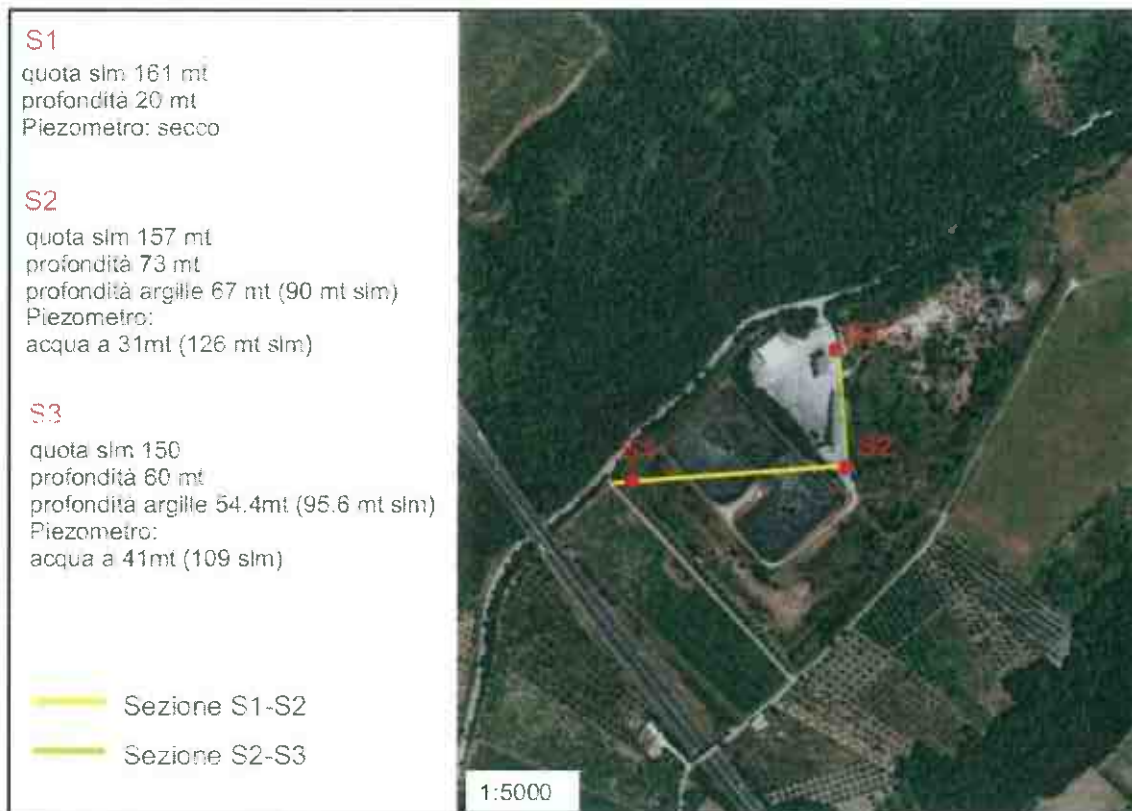 S1
quota slm 161 mt
profondità 20 mt
Piezometro: secco
S2
quota slm 157 mt
profondità 73 mt
profondità argille 67 mt (90 mt slm)
Piezometro:
acqua a 31mt (126 mt slm)
S3
quota slm 150
profondità 60 mt
profondità argille 54.4mt (95.6 mt slm)
Piezometro:
acqua a 41mt (109 slm)
Sezione S1-S2
Sezione S2-S3
S2
1:5000